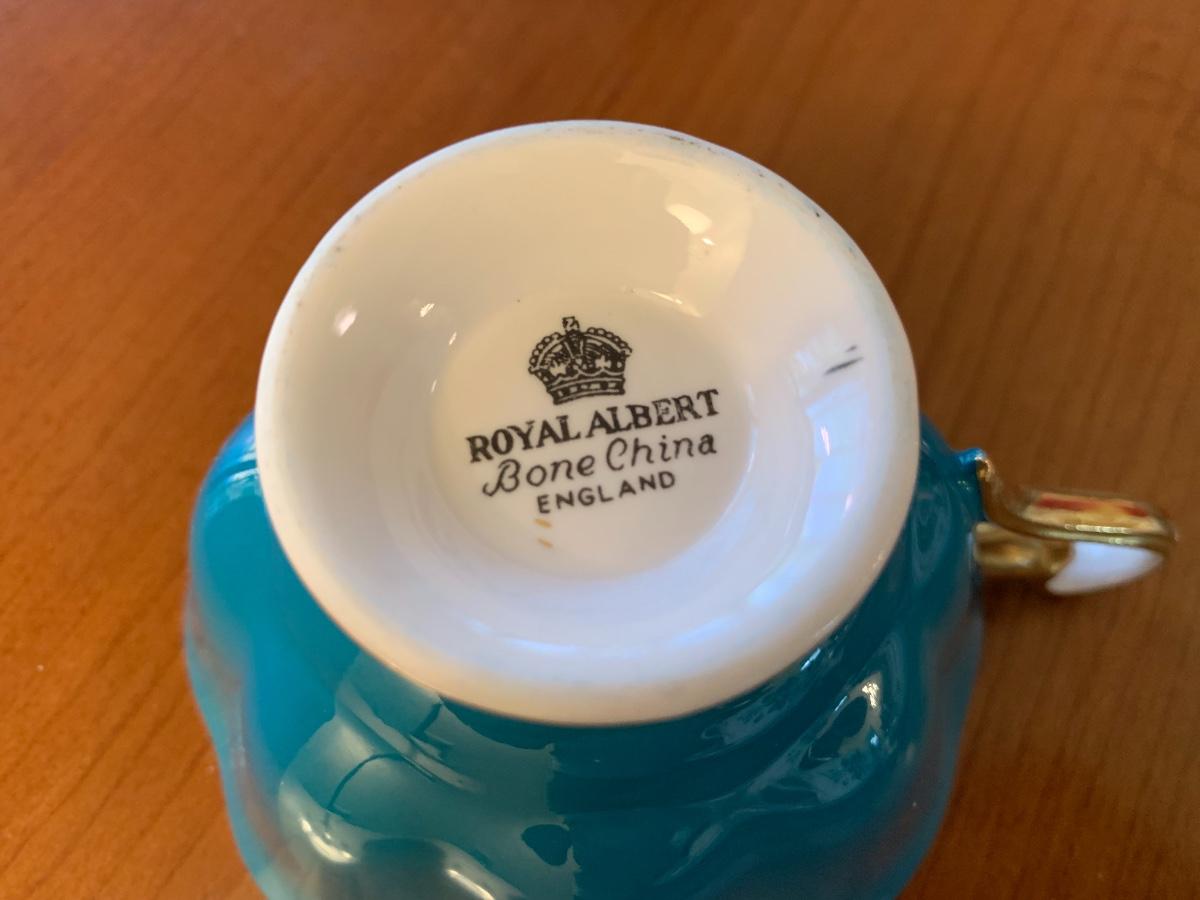 ROYAL ALBERT
Bone China
ENGLAND